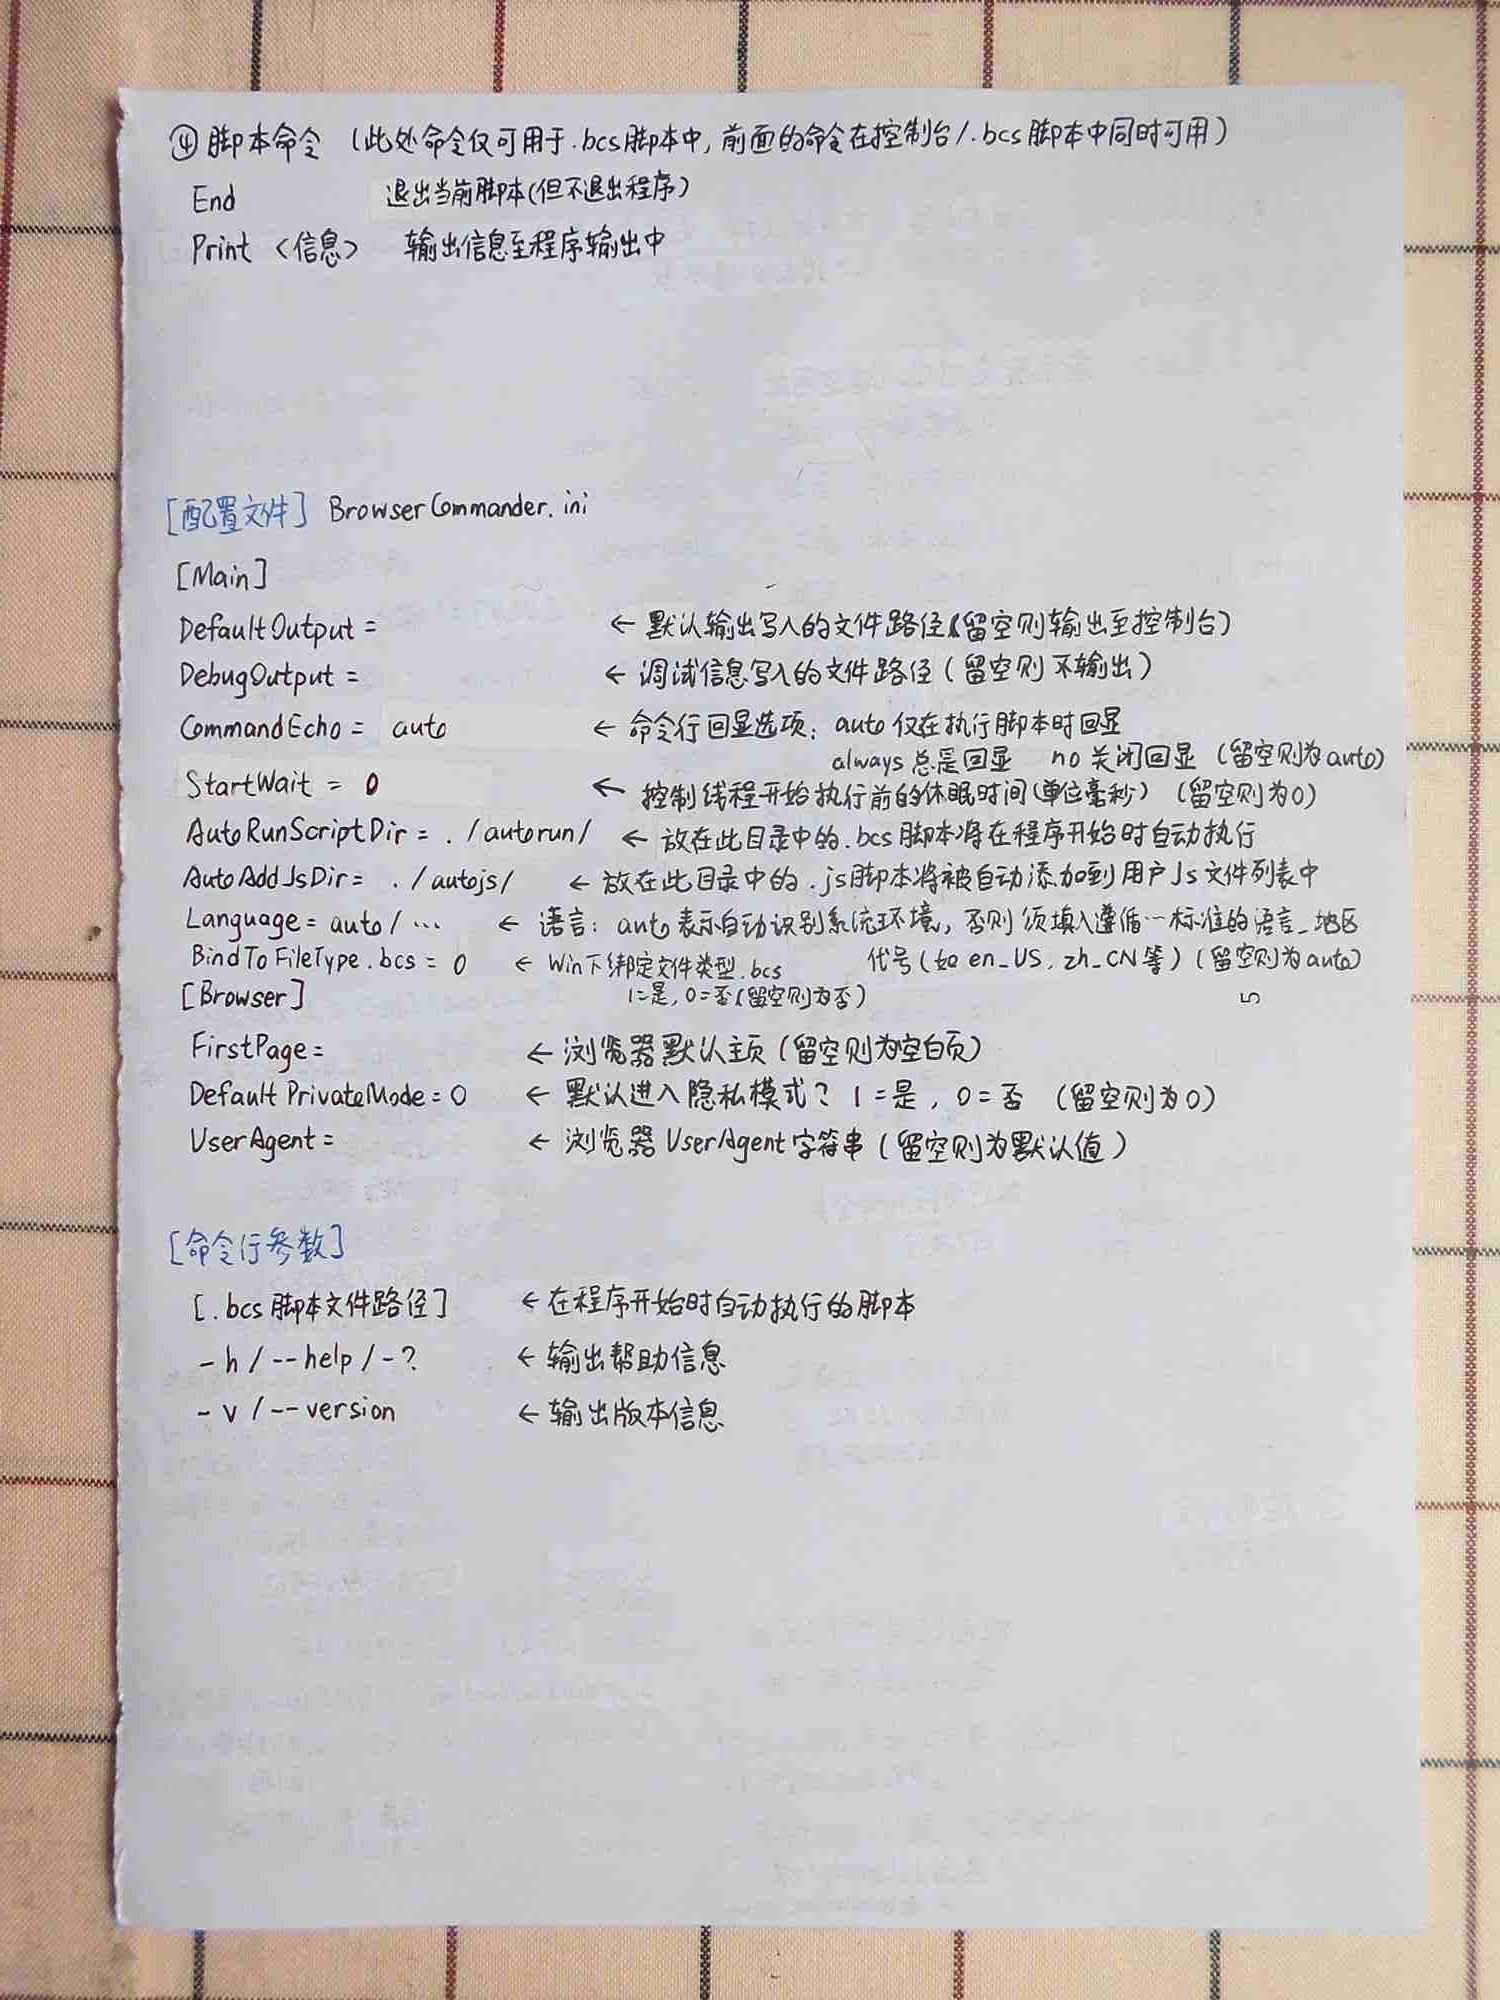 ④ 脚本命令 (此处命令仅可用于.bcs脚本中,前面的命令在控制台/.bcs脚本中同时可用)
End 退出当前脚本(但不退出程序)
Print <信息> 输出信息至程序输出中
[配置文件] BrowserCommander.ini
[Main]
DefaultOutput = ← 默认输出写入的文件路径(留空则输出至控制台)
DebugOutput = ← 调试信息写入的文件路径(留空则不输出)
CommandEcho = auto ← 命令行回显选项: auto 仅在执行脚本时回显
always 总是回显 no 关闭回显 (留空则为auto)
StartWait = 0 ← 控制线程开始执行前的休眠时间(单位毫秒) (留空则为0)
AutoRunScriptDir = ./autorun/ ← 放在此目录中的.bcs脚本将在程序开始时自动执行
AutoAddJsDir = ./autojs/ ← 放在此目录中的.js脚本将被自动添加到用户Js文件列表中
Language = auto/… ← 语言: auto表示自动识别系统环境, 否则须填入遵循…标准的语言_地区
代号(如en_US, zh_CN等)(留空则为auto)
BindToFileType.bcs = 0 ← Win下绑定文件类型.bcs
1=是, 0=否(留空则为否)
5
[Browser]
FirstPage = ← 浏览器默认主页(留空则为空白页)
DefaultPrivateMode = 0 ← 默认进入隐私模式? 1=是, 0=否 (留空则为0)
UserAgent = ← 浏览器UserAgent字符串(留空则为默认值)
[命令行参数]
[.bcs脚本文件路径] ← 在程序开始时自动执行的脚本
-h / --help / -? ← 输出帮助信息
-v / --version ← 输出版本信息